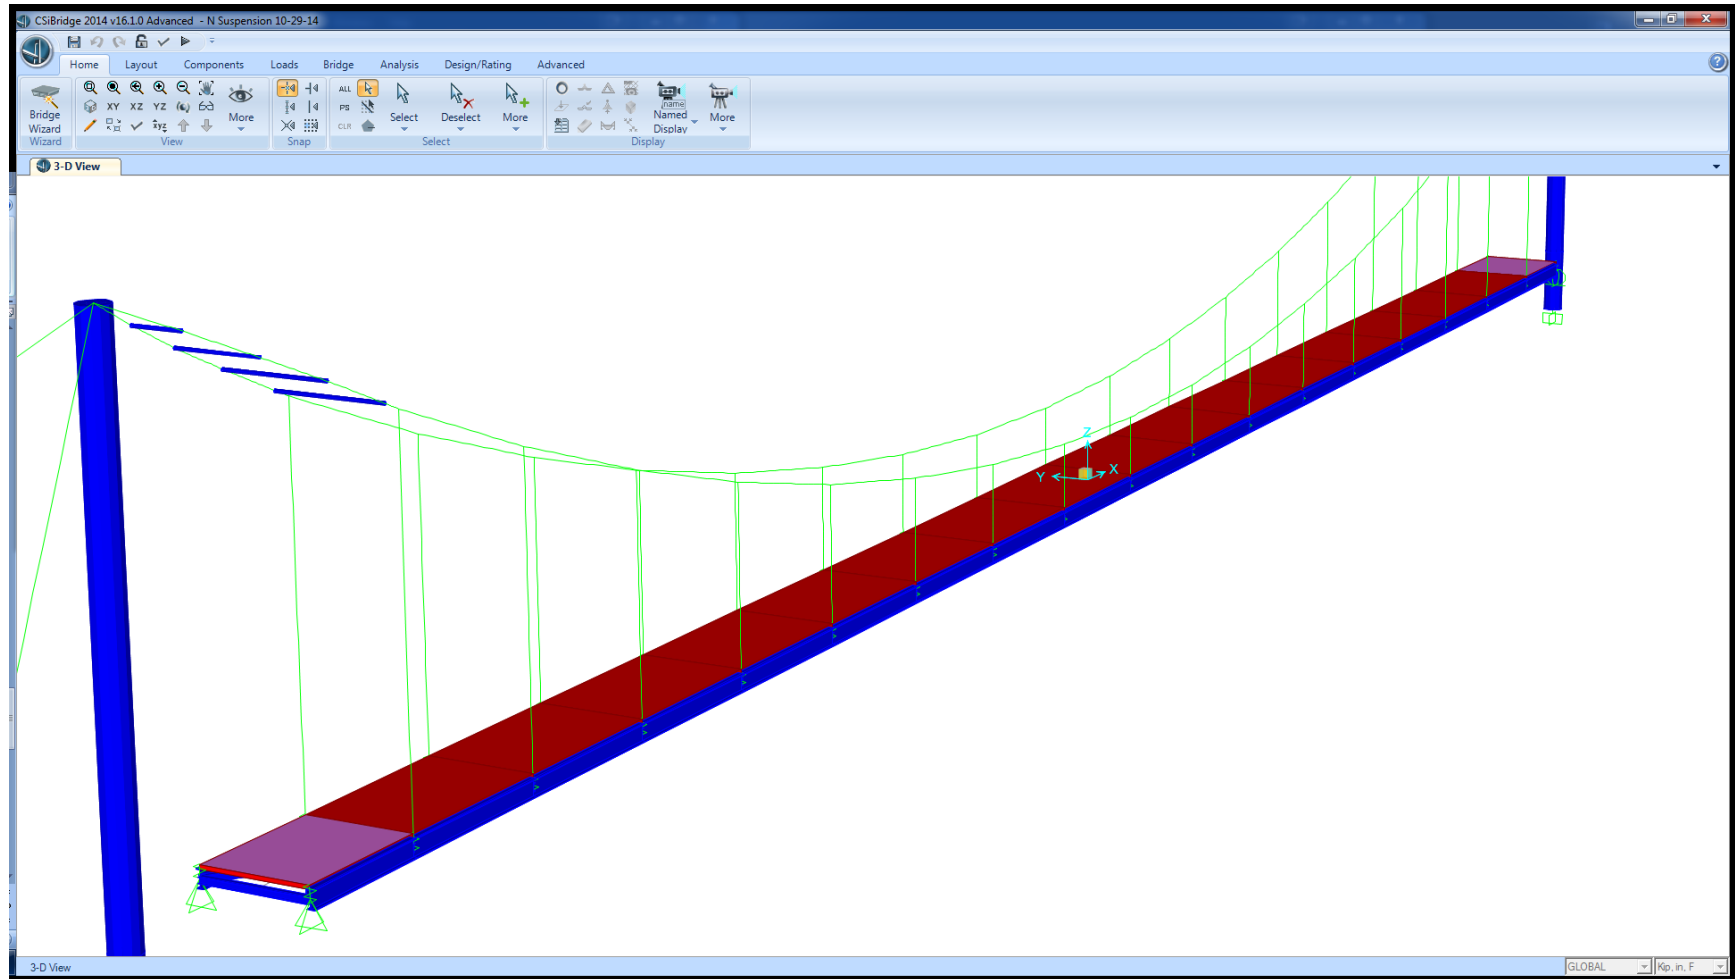 CSiBridge 2014 v16.1.0 Advanced - N Suspension 10-29-14
Home Layout Components Loads Bridge Analysis Design/Rating Advanced
Bridge Wizard
XY XZ YZ
xyz
More
ALL
PS
CLR
Select
Deselect
More
name
Named Display
More
Wizard View Snap Select Display
3-D View
Z
Y X
3-D View
GLOBAL
Kip, in, F